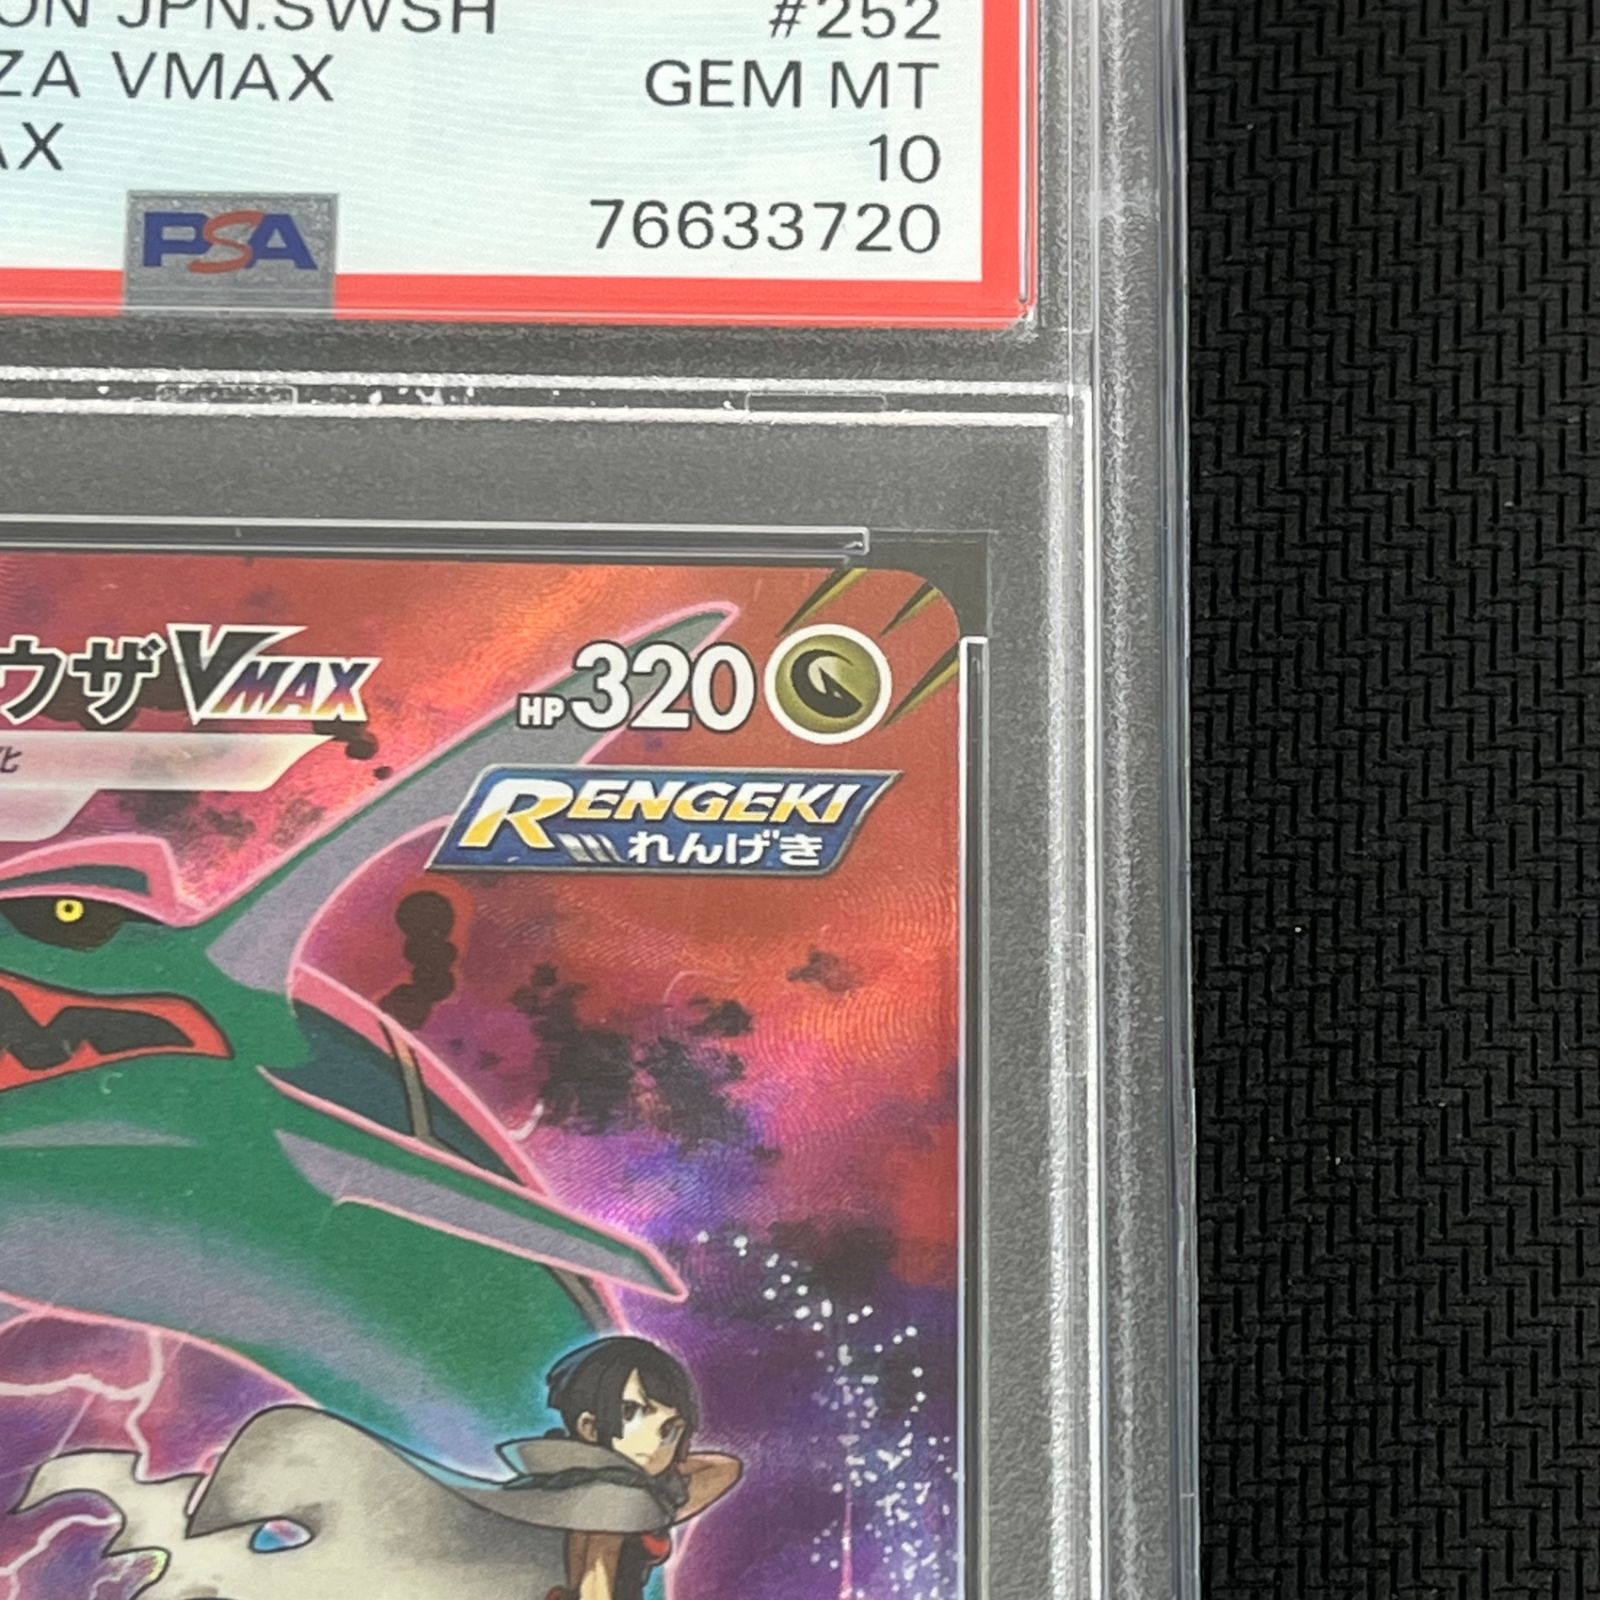 ON JPN.SWSH #252
ZA VMAX GEM MT
AX 10
PSA 76633720
ウザVMAX HP320
化
RENGEKI
れんげき